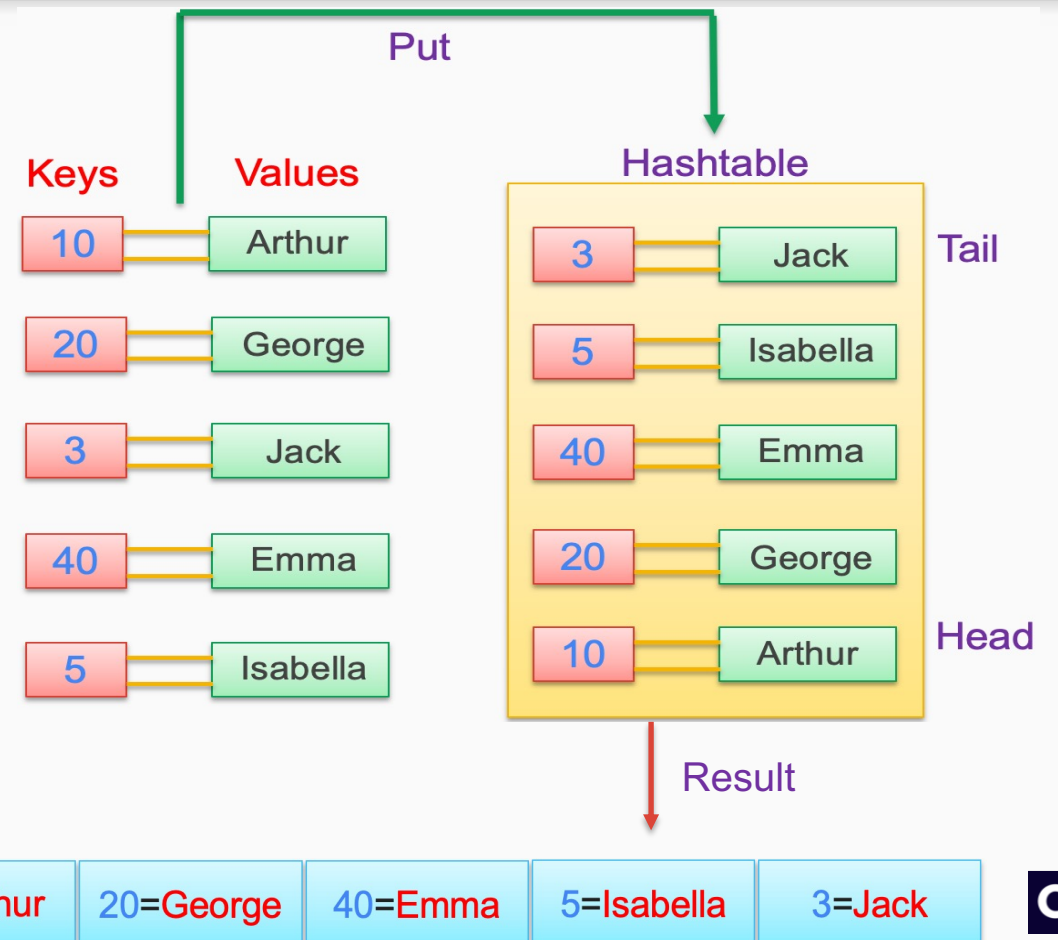 Put
Keys Values
10 Arthur
20 George
3 Jack
40 Emma
5 Isabella
Hashtable
3 Jack Tail
5 Isabella
40 Emma
20 George
10 Arthur Head
Result
20=George 40=Emma 5=Isabella 3=Jack